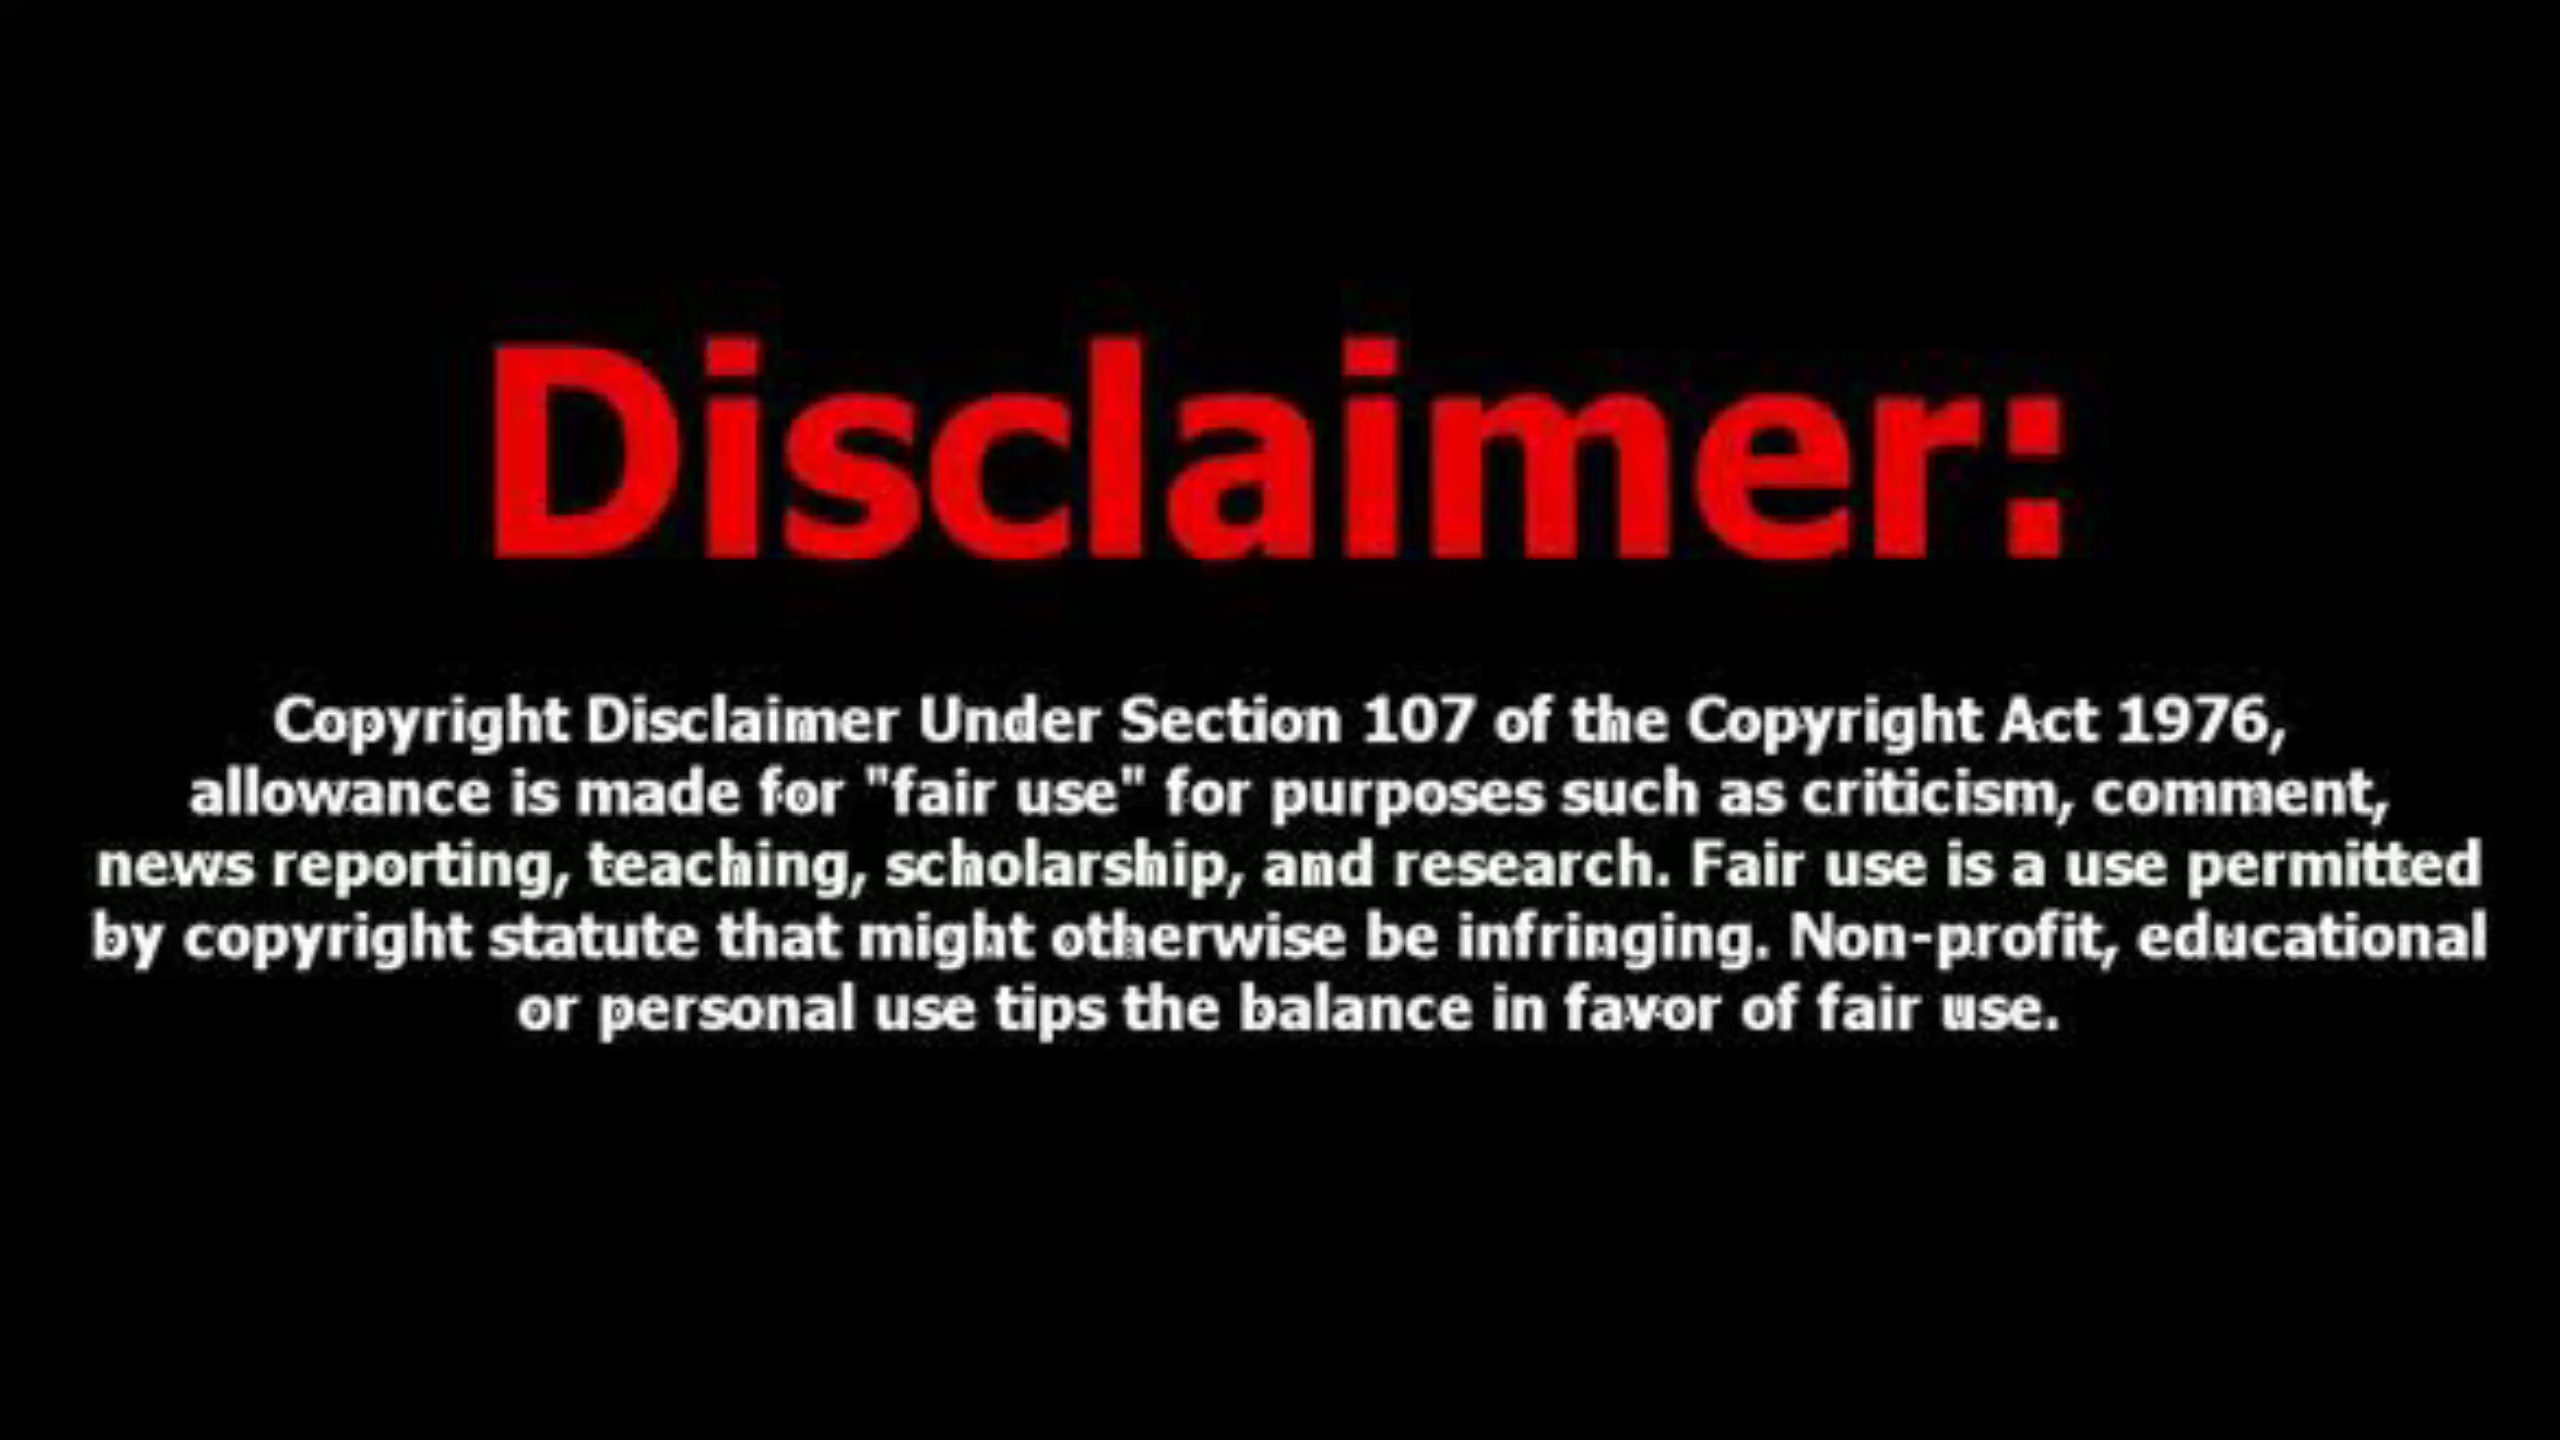 Disclaimer:
Copyright Disclaimer Under Section 107 of the Copyright Act 1976,
allowance is made for "fair use" for purposes such as criticism, comment,
news reporting, teaching, scholarship, and research. Fair use is a use permitted
by copyright statute that might otherwise be infringing. Non-profit, educational
or personal use tips the balance in favor of fair use.